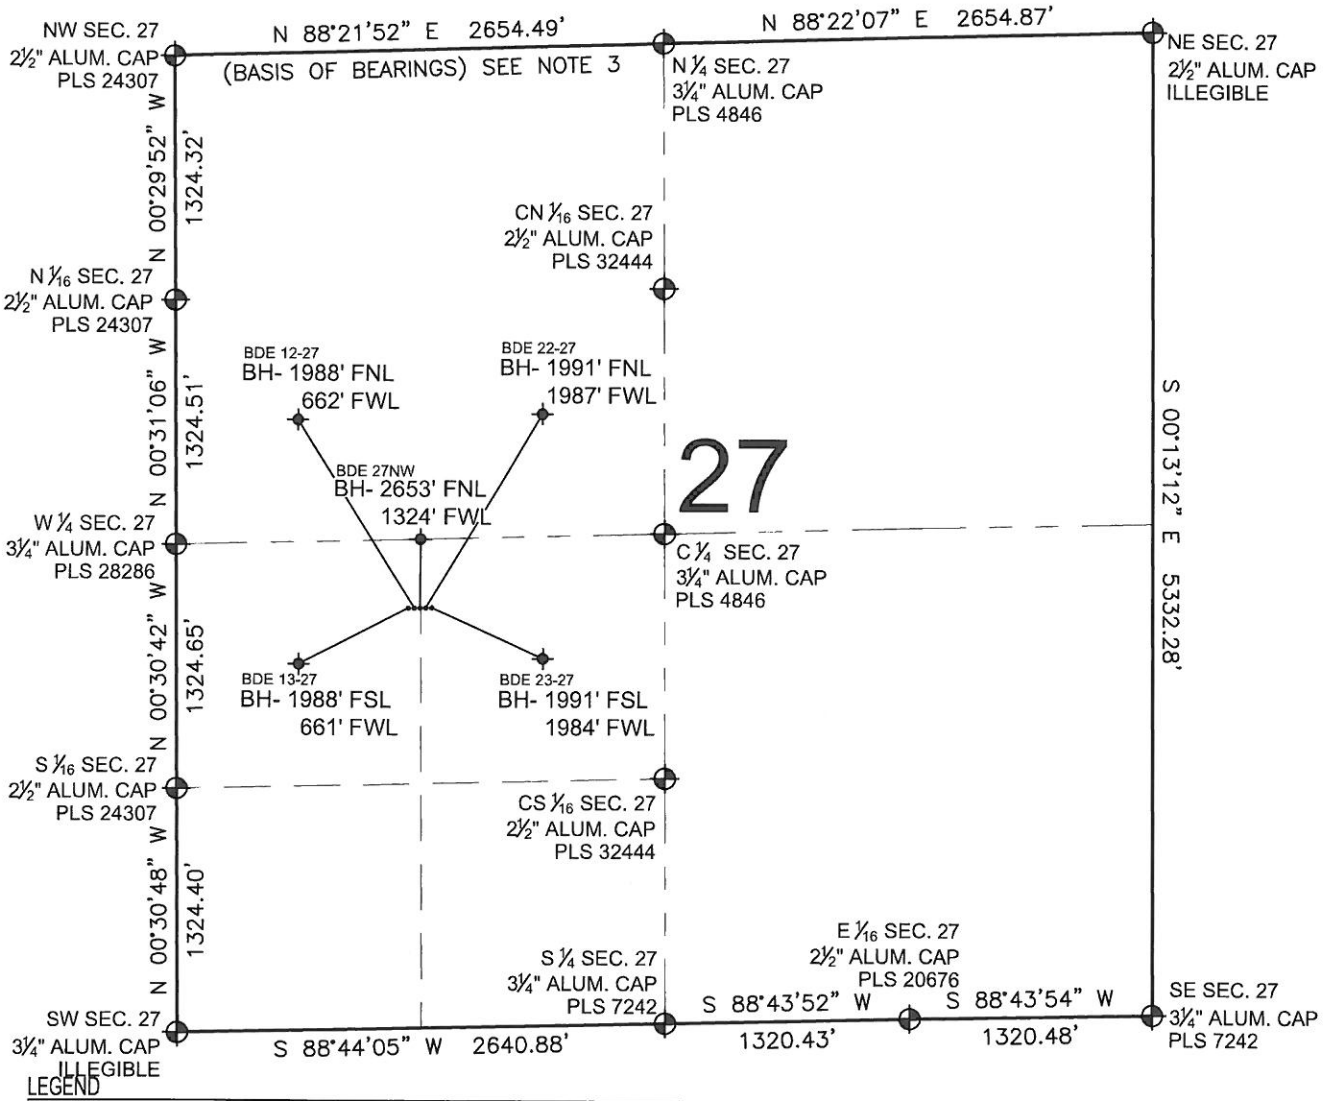 N 88°21'52" E 2654.49'
N 88°22'07" E 2654.87'
NW SEC. 27
2½" ALUM. CAP
PLS 24307
(BASIS OF BEARINGS) SEE NOTE 3
N ¼ SEC. 27
3¼" ALUM. CAP
PLS 4846
NE SEC. 27
2½" ALUM. CAP
ILLEGIBLE
N 00°29'52" W
1324.32'
CN 1⁄16 SEC. 27
2½" ALUM. CAP
PLS 32444
N 1⁄16 SEC. 27
2½" ALUM. CAP
PLS 24307
BDE 12-27
BH- 1988' FNL
662' FWL
BDE 22-27
BH- 1991' FNL
1987' FWL
N 00°31'06" W
1324.51'
BDE 27NW
BH- 2653' FNL
1324' FWL
27
S 00°13'12" E 5332.28'
W ¼ SEC. 27
3¼" ALUM. CAP
PLS 28286
C ¼ SEC. 27
3¼" ALUM. CAP
PLS 4846
N 00°30'42" W
1324.65'
BDE 13-27
BH- 1988' FSL
661' FWL
BDE 23-27
BH- 1991' FSL
1984' FWL
S 1⁄16 SEC. 27
2½" ALUM. CAP
PLS 24307
CS 1⁄16 SEC. 27
2½" ALUM. CAP
PLS 32444
N 00°30'48" W
1324.40'
S ¼ SEC. 27
3¼" ALUM. CAP
PLS 7242
E 1⁄16 SEC. 27
2½" ALUM. CAP
PLS 20676
S 88°43'52" W
1320.43'
S 88°43'54" W
1320.48'
SE SEC. 27
3¼" ALUM. CAP
PLS 7242
SW SEC. 27
3¼" ALUM. CAP
ILLEGIBLE
S 88°44'05" W 2640.88'
LEGEND